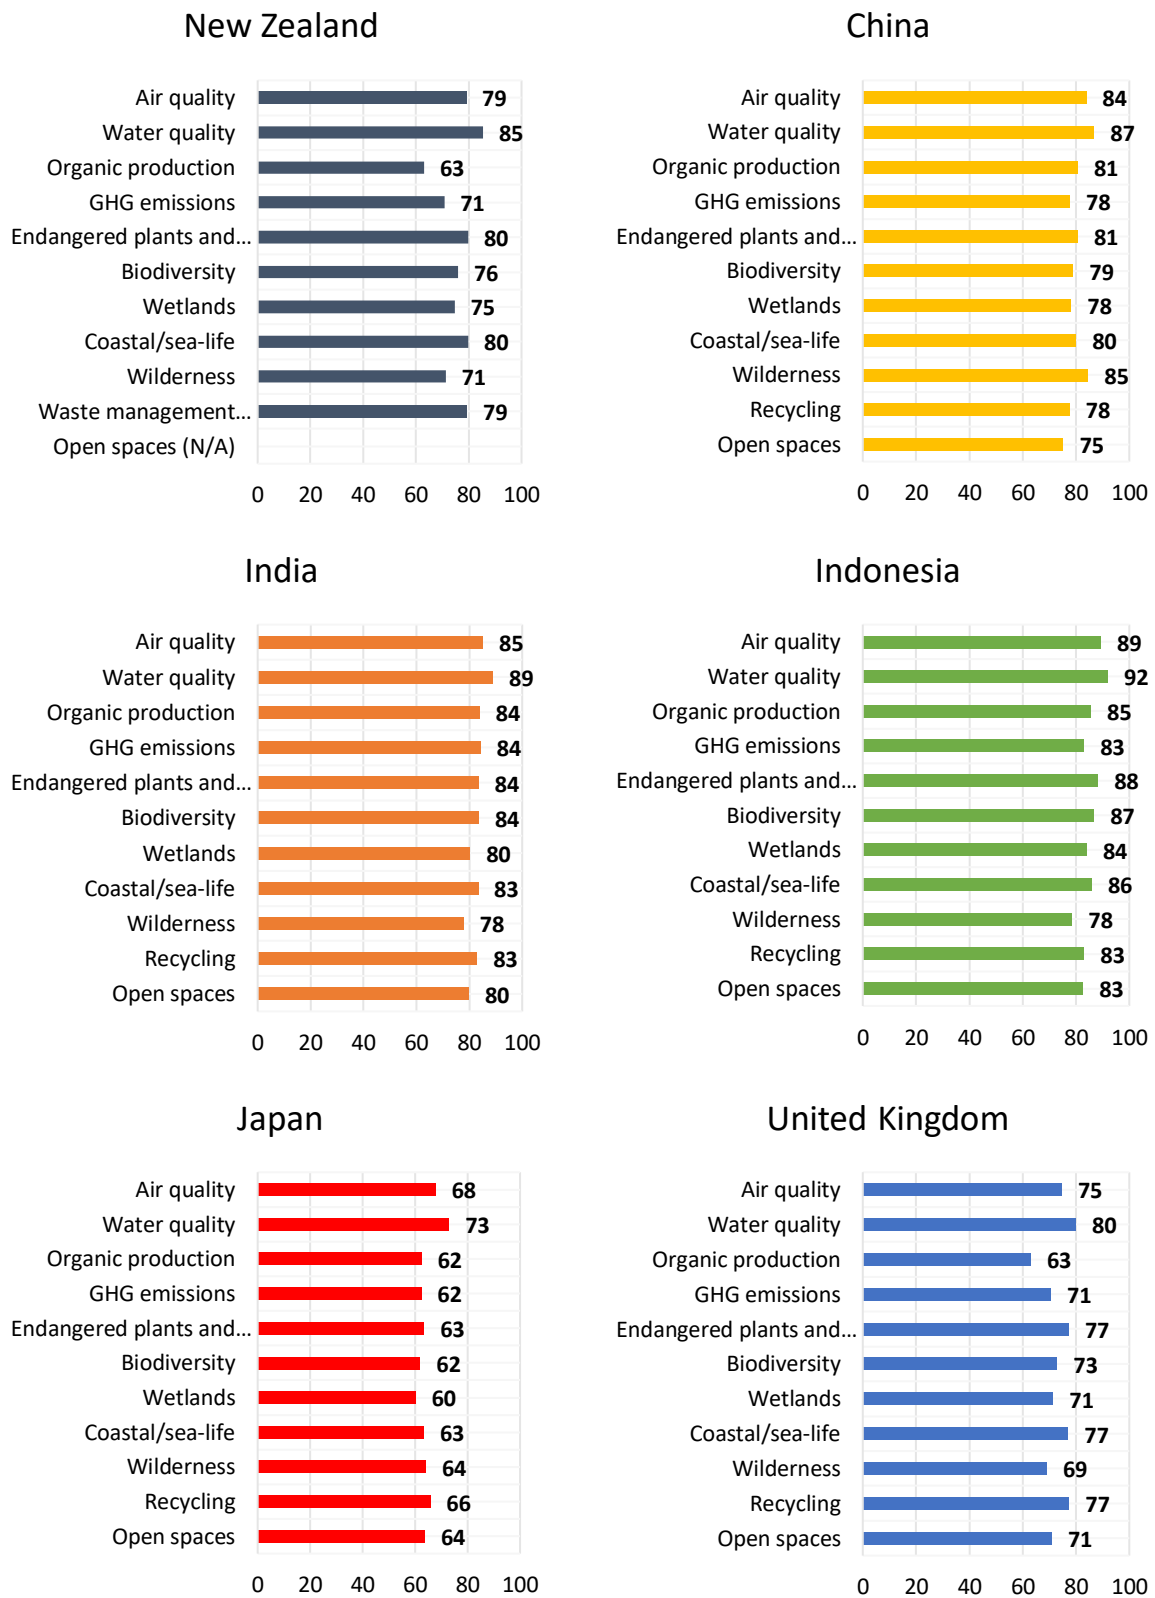 New Zealand
Air quality 79
Water quality 85
Organic production 63
GHG emissions 71
Endangered plants and... 80
Biodiversity 76
Wetlands 75
Coastal/sea-life 80
Wilderness 71
Waste management... 79
Open spaces (N/A)
0 20 40 60 80 100
China
Air quality 84
Water quality 87
Organic production 81
GHG emissions 78
Endangered plants and... 81
Biodiversity 79
Wetlands 78
Coastal/sea-life 80
Wilderness 85
Recycling 78
Open spaces 75
0 20 40 60 80 100
India
Air quality 85
Water quality 89
Organic production 84
GHG emissions 84
Endangered plants and... 84
Biodiversity 84
Wetlands 80
Coastal/sea-life 83
Wilderness 78
Recycling 83
Open spaces 80
0 20 40 60 80 100
Indonesia
Air quality 89
Water quality 92
Organic production 85
GHG emissions 83
Endangered plants and... 88
Biodiversity 87
Wetlands 84
Coastal/sea-life 86
Wilderness 78
Recycling 83
Open spaces 83
0 20 40 60 80 100
Japan
Air quality 68
Water quality 73
Organic production 62
GHG emissions 62
Endangered plants and... 63
Biodiversity 62
Wetlands 60
Coastal/sea-life 63
Wilderness 64
Recycling 66
Open spaces 64
0 20 40 60 80 100
United Kingdom
Air quality 75
Water quality 80
Organic production 63
GHG emissions 71
Endangered plants and... 77
Biodiversity 73
Wetlands 71
Coastal/sea-life 77
Wilderness 69
Recycling 77
Open spaces 71
0 20 40 60 80 100